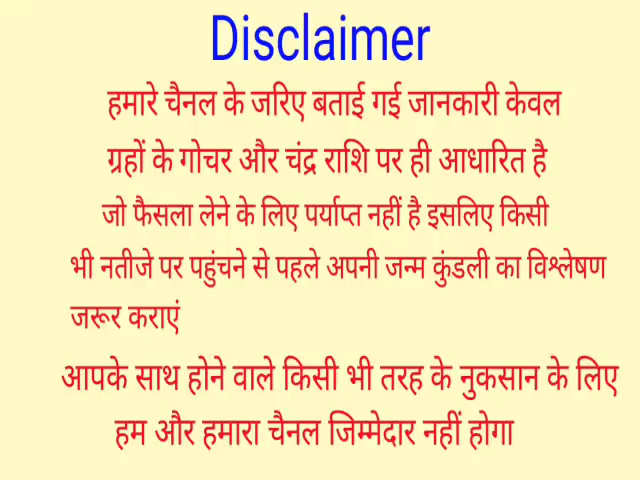 Disclaimer
हमारे चैनल के जरिए बताई गई जानकारी केवल
ग्रहों के गोचर और चंद्र राशि पर ही आधारित है
जो फैसला लेने के लिए पर्याप्त नहीं है इसलिए किसी
भी नतीजे पर पहुंचने से पहले अपनी जन्म कुंडली का विश्लेषण
जरूर कराएं
आपके साथ होने वाले किसी भी तरह के नुकसान के लिए
हम और हमारा चैनल जिम्मेदार नहीं होगा